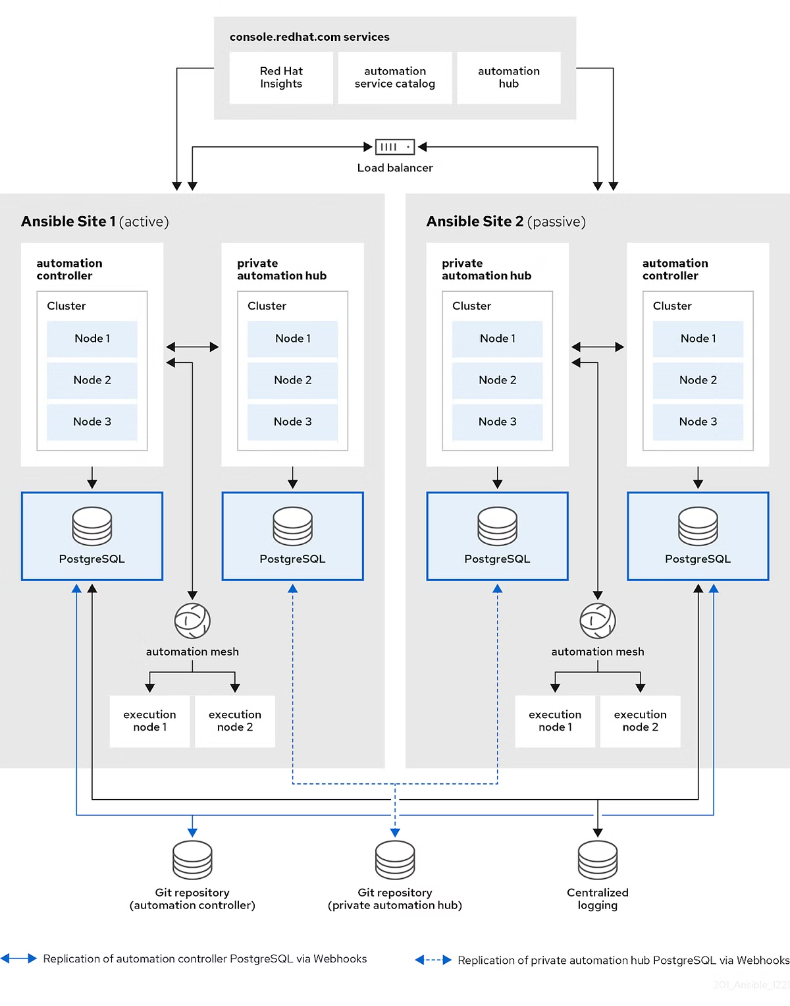 console.redhat.com services
Red Hat
Insights
automation
service catalog
automation
hub
Load balancer
Ansible Site 1 (active)
automation
controller
Cluster
Node 1
Node 2
Node 3
PostgreSQL
private
automation hub
Cluster
Node 1
Node 2
Node 3
PostgreSQL
automation mesh
execution
node 1
execution
node 2
Ansible Site 2 (passive)
private
automation hub
Cluster
Node 1
Node 2
Node 3
PostgreSQL
automation
controller
Cluster
Node 1
Node 2
Node 3
PostgreSQL
automation mesh
execution
node 1
execution
node 2
Git repository
(automation controller)
Git repository
(private automation hub)
Centralized
logging
Replication of automation controller PostgreSQL via Webhooks
Replication of private automation hub PostgreSQL via Webhooks
201_Ansible_1221